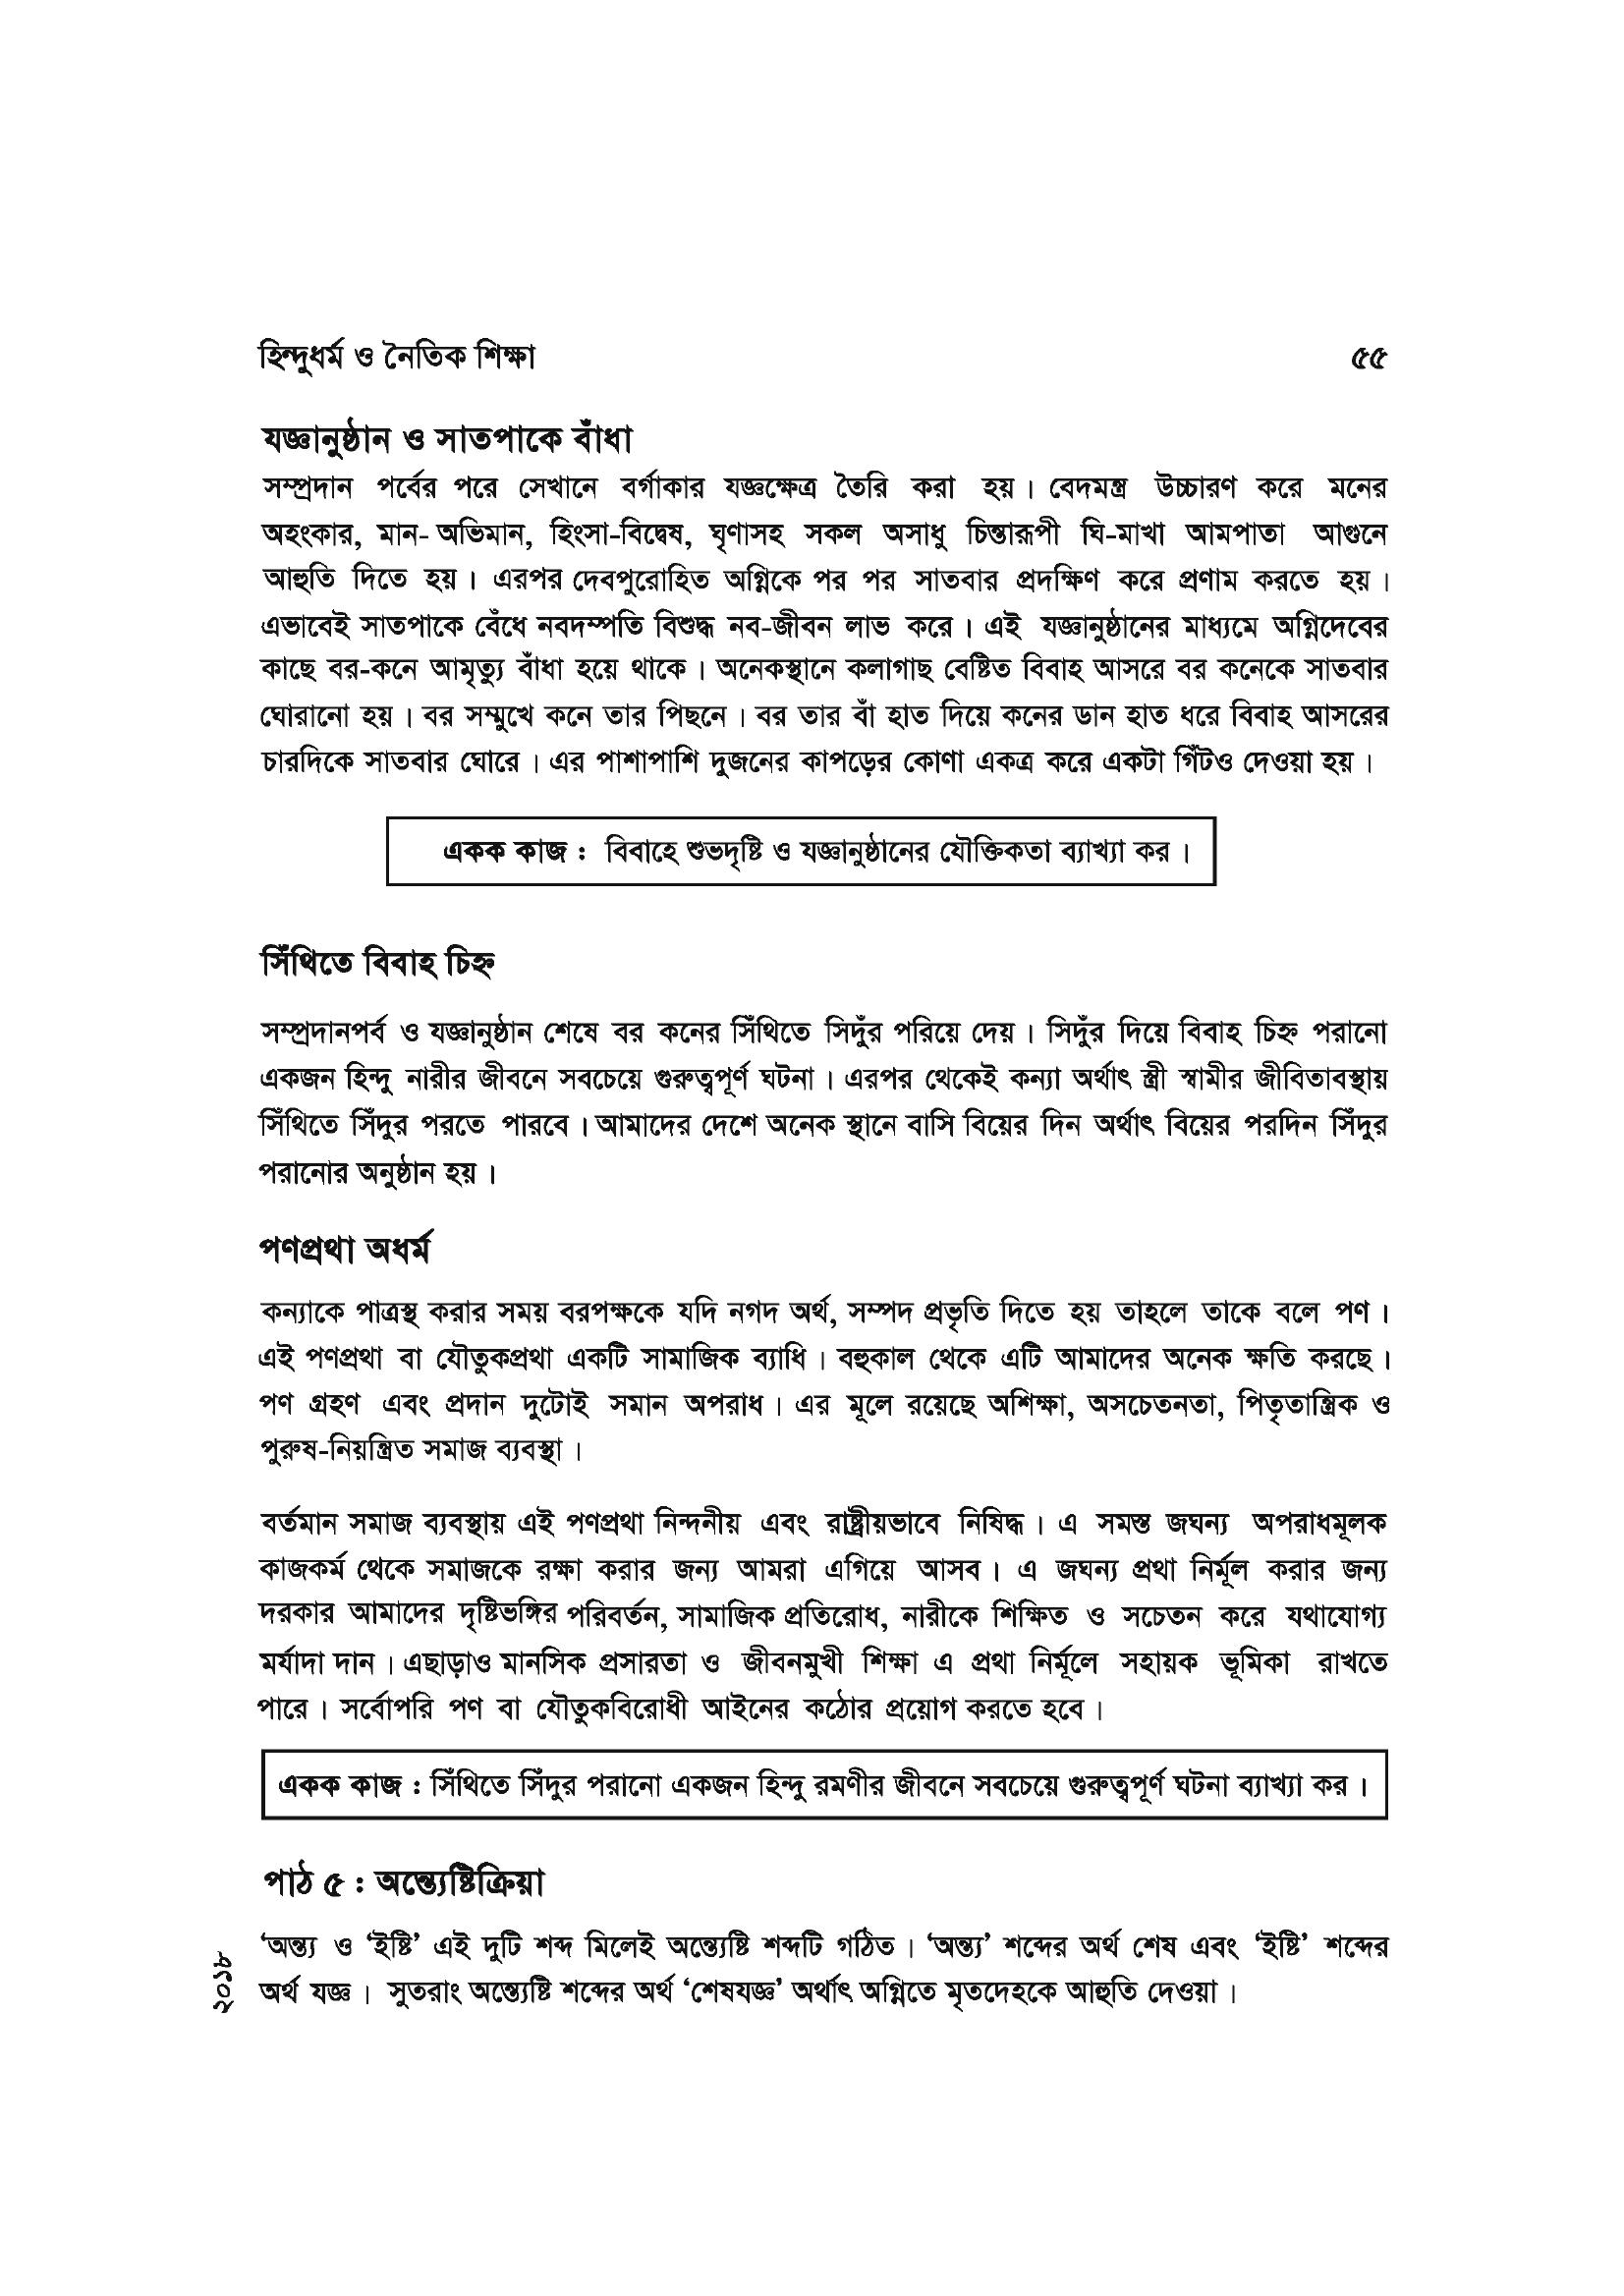 হিন্দুধর্ম ও নৈতিক শিক্ষা ৫৫
যজ্ঞানুষ্ঠান ও সাতপাকে বাঁধা
সম্প্রদান পর্বের পরে সেখানে বর্গাকার যজ্ঞক্ষেত্র তৈরি করা হয়। বেদমন্ত্র উচ্চারণ করে মনের
অহংকার, মান- অভিমান, হিংসা-বিদ্বেষ, ঘৃণাসহ সকল অসাধু চিন্তারূপী ঘি-মাখা আমপাতা আগুনে
আহুতি দিতে হয়। এরপর দেবপুরোহিত অগ্নিকে পর পর সাতবার প্রদক্ষিণ করে প্রণাম করতে হয়।
এভাবেই সাতপাকে বেঁধে নবদম্পতি বিশুদ্ধ নব-জীবন লাভ করে। এই যজ্ঞানুষ্ঠানের মাধ্যমে অগ্নিদেবের
কাছে বর-কনে আমৃত্যু বাঁধা হয়ে থাকে। অনেকস্থানে কলাগাছ বেষ্টিত বিবাহ আসরে বর কনেকে সাতবার
ঘোরানো হয়। বর সম্মুখে কনে তার পিছনে। বর তার বাঁ হাত দিয়ে কনের ডান হাত ধরে বিবাহ আসরের
চারদিকে সাতবার ঘোরে। এর পাশাপাশি দুজনের কাপড়ের কোণা একত্র করে একটা গিঁটও দেওয়া হয়।
একক কাজ : বিবাহে শুভদৃষ্টি ও যজ্ঞানুষ্ঠানের যৌক্তিকতা ব্যাখ্যা কর।
সিঁথিতে বিবাহ চিহ্ন
সম্প্রদানপর্ব ও যজ্ঞানুষ্ঠান শেষে বর কনের সিঁথিতে সিদুঁর পরিয়ে দেয়। সিদুঁর দিয়ে বিবাহ চিহ্ন পরানো
একজন হিন্দু নারীর জীবনে সবচেয়ে গুরুত্বপূর্ণ ঘটনা। এরপর থেকেই কন্যা অর্থাৎ স্ত্রী স্বামীর জীবিতাবস্থায়
সিঁথিতে সিঁদুর পরতে পারবে। আমাদের দেশে অনেক স্থানে বাসি বিয়ের দিন অর্থাৎ বিয়ের পরদিন সিঁদুর
পরানোর অনুষ্ঠান হয়।
পণপ্রথা অধর্ম
কন্যাকে পাত্রস্থ করার সময় বরপক্ষকে যদি নগদ অর্থ, সম্পদ প্রভৃতি দিতে হয় তাহলে তাকে বলে পণ।
এই পণপ্রথা বা যৌতুকপ্রথা একটি সামাজিক ব্যাধি। বহুকাল থেকে এটি আমাদের অনেক ক্ষতি করছে।
পণ গ্রহণ এবং প্রদান দুটোই সমান অপরাধ। এর মূলে রয়েছে অশিক্ষা, অসচেতনতা, পিতৃতান্ত্রিক ও
পুরুষ-নিয়ন্ত্রিত সমাজ ব্যবস্থা।
বর্তমান সমাজ ব্যবস্থায় এই পণপ্রথা নিন্দনীয় এবং রাষ্ট্রীয়ভাবে নিষিদ্ধ। এ সমস্ত জঘন্য অপরাধমূলক
কাজকর্ম থেকে সমাজকে রক্ষা করার জন্য আমরা এগিয়ে আসব। এ জঘন্য প্রথা নির্মূল করার জন্য
দরকার আমাদের দৃষ্টিভঙ্গির পরিবর্তন, সামাজিক প্রতিরোধ, নারীকে শিক্ষিত ও সচেতন করে যথাযোগ্য
মর্যাদা দান। এছাড়াও মানসিক প্রসারতা ও জীবনমুখী শিক্ষা এ প্রথা নির্মূলে সহায়ক ভূমিকা রাখতে
পারে। সর্বোপরি পণ বা যৌতুকবিরোধী আইনের কঠোর প্রয়োগ করতে হবে।
একক কাজ : সিঁথিতে সিঁদুর পরানো একজন হিন্দু রমণীর জীবনে সবচেয়ে গুরুত্বপূর্ণ ঘটনা ব্যাখ্যা কর।
পাঠ ৫ : অন্ত্যেষ্টিক্রিয়া
‘অন্ত্য ও ‘ইষ্টি’ এই দুটি শব্দ মিলেই অন্ত্যেষ্টি শব্দটি গঠিত। ‘অন্ত্য’ শব্দের অর্থ শেষ এবং ‘ইষ্টি’ শব্দের
অর্থ যজ্ঞ। সুতরাং অন্ত্যেষ্টি শব্দের অর্থ ‘শেষযজ্ঞ’ অর্থাৎ অগ্নিতে মৃতদেহকে আহুতি দেওয়া।
২০১৮